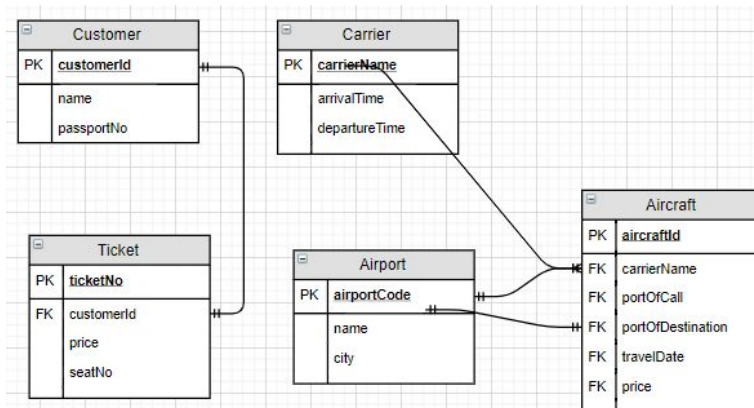 Customer
PK customerId
name
passportNo
Carrier
PK carrierName
arrivalTime
departureTime
Ticket
PK ticketNo
FK customerId
price
seatNo
Airport
PK airportCode
name
city
Aircraft
PK aircraftId
FK carrierName
FK portOfCall
FK portOfDestination
FK travelDate
FK price